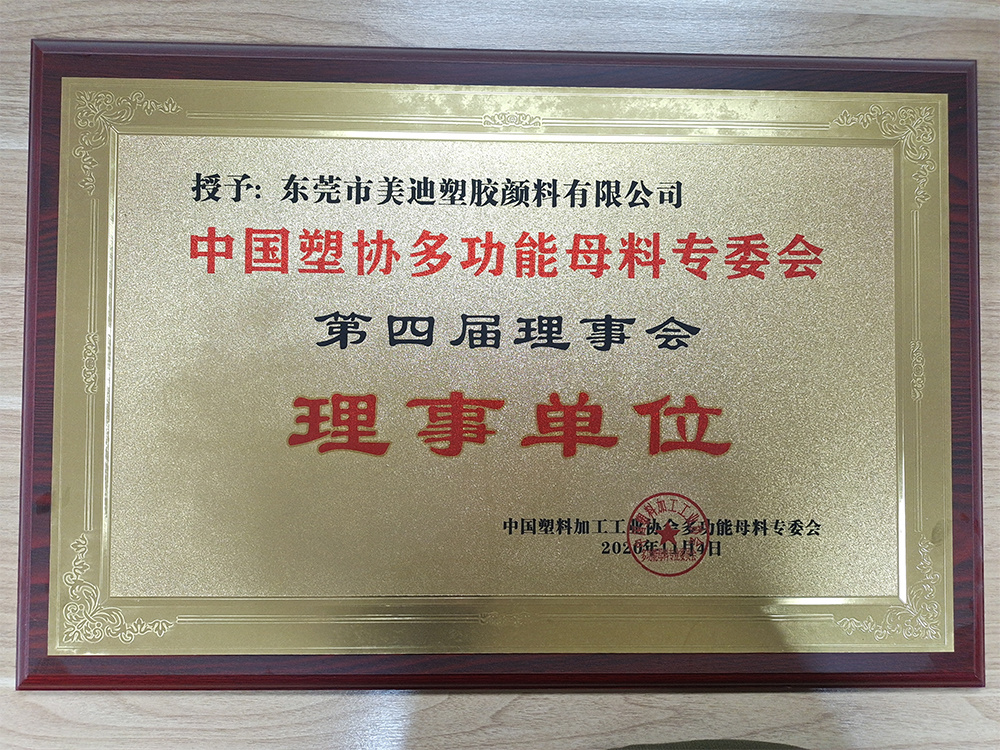 授予: 东莞市美迪塑胶颜料有限公司
中国塑协多功能母料专委会
第四届理事会
理事单位
中国塑料加工工业协会多功能母料专委会
2020年11月4日